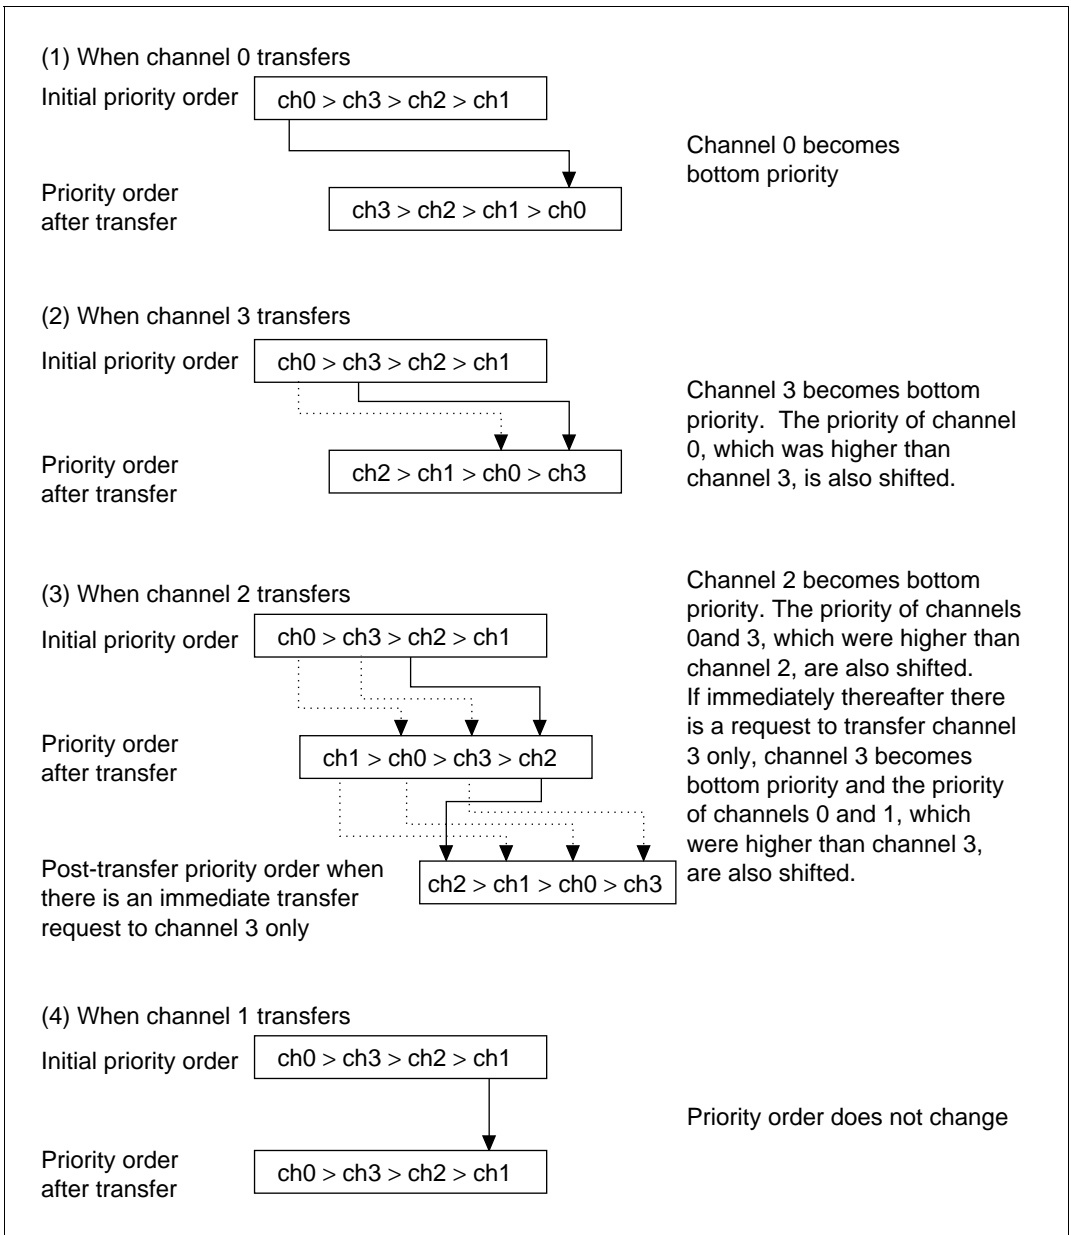 (1) When channel 0 transfers
Initial priority order
ch0 > ch3 > ch2 > ch1
Channel 0 becomes
bottom priority
Priority order
after transfer
ch3 > ch2 > ch1 > ch0
(2) When channel 3 transfers
Initial priority order
ch0 > ch3 > ch2 > ch1
Channel 3 becomes bottom
priority.  The priority of channel
0, which was higher than
channel 3, is also shifted.
Priority order
after transfer
ch2 > ch1 > ch0 > ch3
(3) When channel 2 transfers
Initial priority order
ch0 > ch3 > ch2 > ch1
Channel 2 becomes bottom
priority. The priority of channels
0and 3, which were higher than
channel 2, are also shifted.
If immediately thereafter there
is a request to transfer channel
3 only, channel 3 becomes
bottom priority and the priority
of channels 0 and 1, which
were higher than channel 3,
are also shifted.
Priority order
after transfer
ch1 > ch0 > ch3 > ch2
Post-transfer priority order when
there is an immediate transfer
request to channel 3 only
ch2 > ch1 > ch0 > ch3
(4) When channel 1 transfers
Initial priority order
ch0 > ch3 > ch2 > ch1
Priority order does not change
Priority order
after transfer
ch0 > ch3 > ch2 > ch1